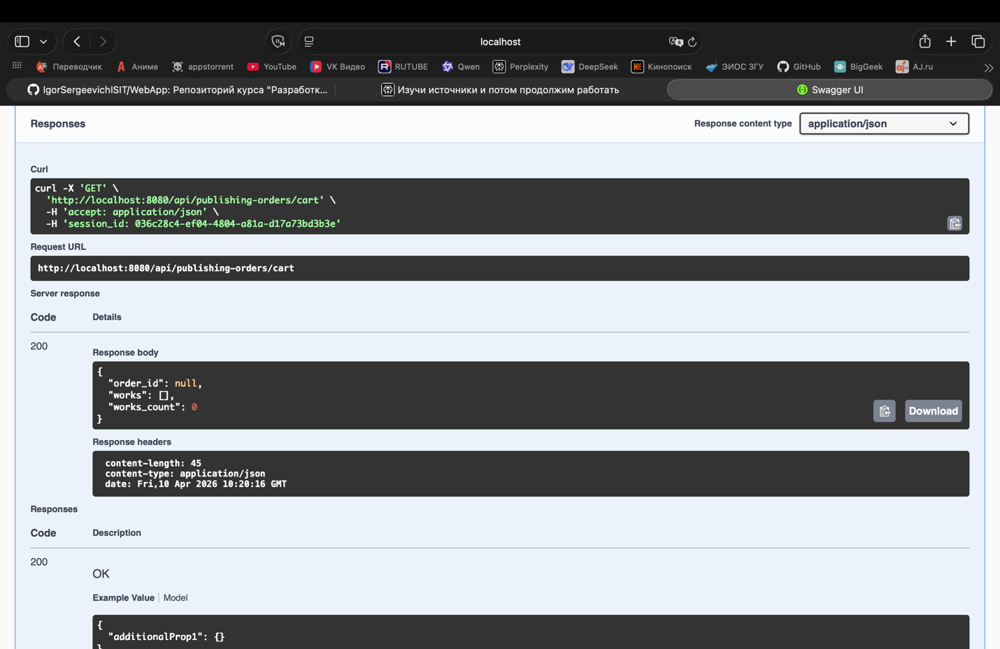 localhost
Переводчик
Аниме
appstorrent
YouTube
VK Видео
RUTUBE
Qwen
Perplexity
DeepSeek
Кинопоиск
ЭИОС ЗГУ
GitHub
BigGeek
AJ.ru
IgorSergeevichISIT/WebApp: Репозиторий курса "Разработк...
Изучи источники и потом продолжим работать
Swagger UI
Responses
Response content type
application/json
Curl
curl -X 'GET' \
'http://localhost:8080/api/publishing-orders/cart' \
-H 'accept: application/json' \
-H 'session_id: 036c28c4-ef04-4804-a81a-d17a73bd3b3e'
Request URL
http://localhost:8080/api/publishing-orders/cart
Server response
Code
Details
200
Response body
{
"order_id": null,
"works": [],
"works_count": 0
}
Download
Response headers
content-length: 45
content-type: application/json
date: Fri,10 Apr 2026 10:20:16 GMT
Responses
Code
Description
200
OK
Example Value
Model
{
"additionalProp1": {}
}